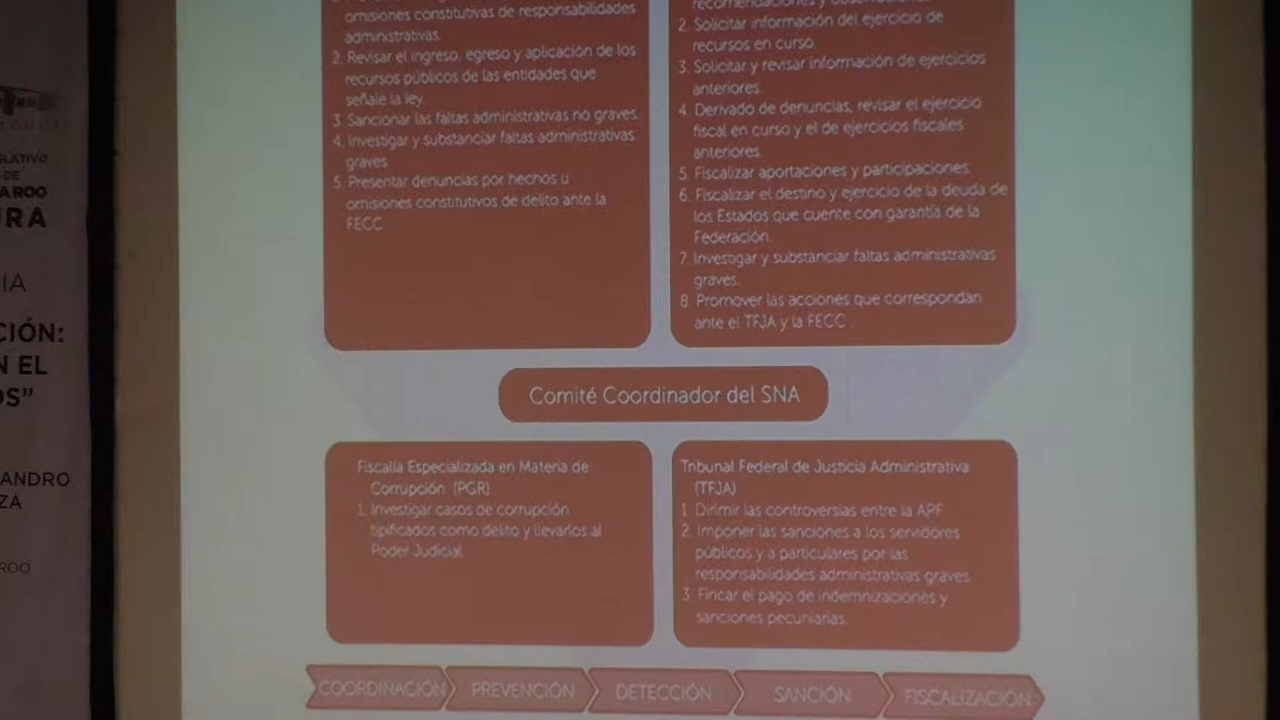 omisiones constitutivas de responsabilidades
administrativas.
2. Revisar el ingreso, egreso y aplicación de los
recursos públicos de las entidades que
señale la ley.
3. Sancionar las faltas administrativas no graves.
4. Investigar y substanciar faltas administrativas
graves
5. Presentar denuncias por hechos u
omisiones constitutivos de delito ante la
FECC
2. Solicitar información del ejercicio de
recursos en curso.
3. Solicitar y revisar información de ejercicios
anteriores.
4. Derivado de denuncias, revisar el ejercicio
fiscal en curso y el de ejercicios fiscales
anteriores.
5. Fiscalizar aportaciones y participaciones.
6. Fiscalizar el destino y ejercicio de la deuda de
los Estados que cuente con garantía de la
Federación.
7. Investigar y substanciar faltas administrativas
graves.
8. Promover las acciones que correspondan
ante el TFJA y la FECC.
Comité Coordinador del SNA
Fiscalía Especializada en Materia de
Corrupción (PGR)
1. Investigar casos de corrupción
tipificados como delito y llevarlos al
Poder Judicial
Tribunal Federal de Justicia Administrativa
(TFJA)
1. Dirimir las controversias entre la APF
2. Imponer las sanciones a los servidores
públicos y a particulares por las
responsabilidades administrativas graves
3. Fincar el pago de indemnizaciones y
sanciones pecuniarias.
COORDINACIÓN
PREVENCIÓN
DETECCIÓN
SANCIÓN
FISCALIZACIÓN
SLATIVO
DE
AROO
URA
IA
CIÓN:
N EL
OS”
ANDRO
ZA
ROO